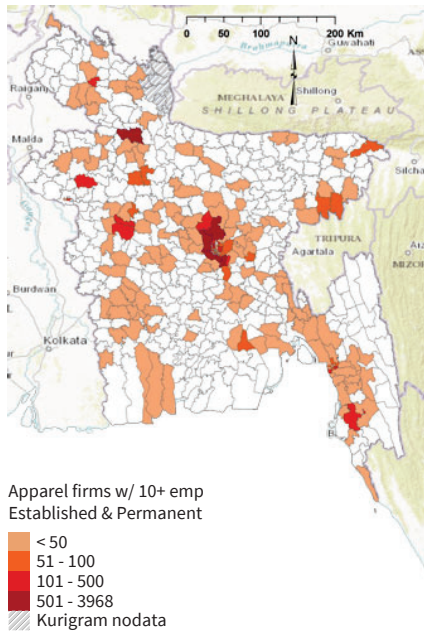 0 50 100 200 Km
N
Brahmaputra
Guwahati
Raiganj
Shillong
MEGHALAYA
SHILLONG PLATEAU
Malda
Silchar
TRIPURA
Agartala
MIZOR
Burdwan
Kolkata
Apparel firms w/ 10+ emp
Established & Permanent
< 50
51 - 100
101 - 500
501 - 3968
Kurigram nodata